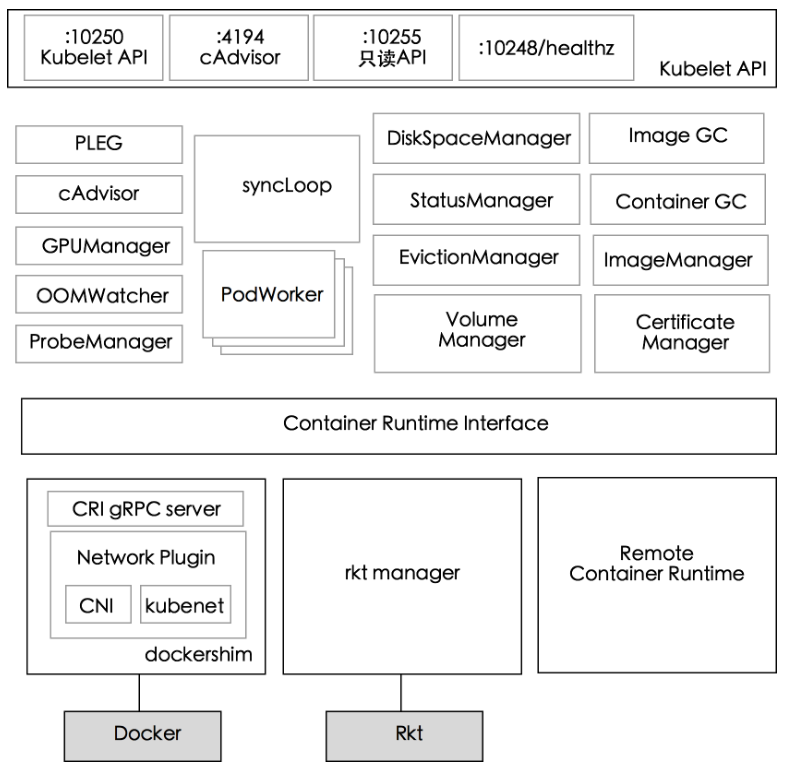 :10250
Kubelet API
:4194
cAdvisor
:10255
只读API
:10248/healthz
Kubelet API
PLEG
cAdvisor
GPUManager
OOMWatcher
ProbeManager
syncLoop
PodWorker
DiskSpaceManager
StatusManager
EvictionManager
Volume
Manager
Image GC
Container GC
ImageManager
Certificate
Manager
Container Runtime Interface
CRI gRPC server
Network Plugin
CNI
kubenet
dockershim
rkt manager
Remote
Container Runtime
Docker
Rkt